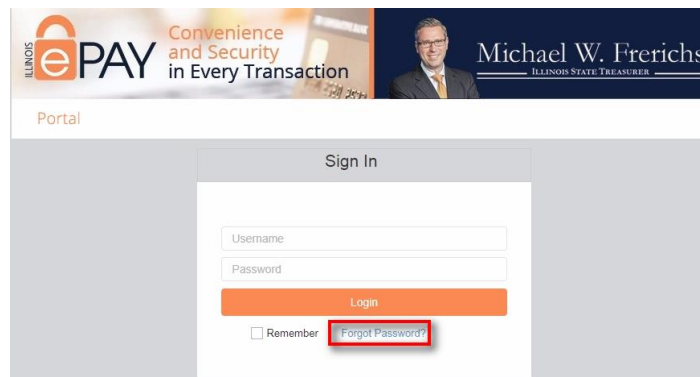 ILLINOIS
ePAY
Convenience
and Security
in Every Transaction
Michael W. Frerichs
ILLINOIS STATE TREASURER
Portal
Sign In
Username
Password
Login
Remember Forgot Password?